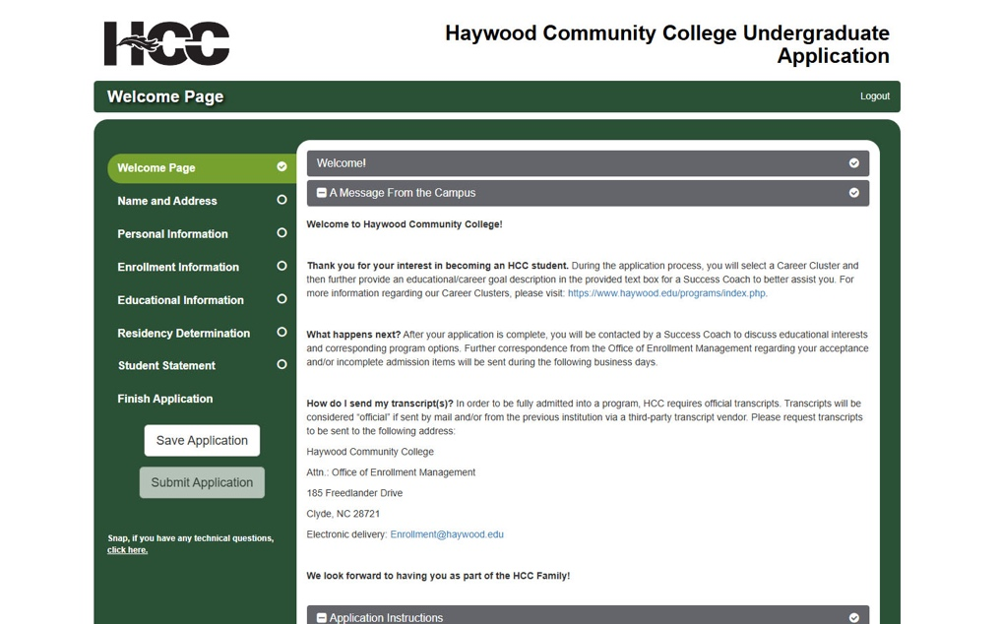 HCC
Haywood Community College Undergraduate
Application
Welcome Page
Logout
Welcome Page
Name and Address
Personal Information
Enrollment Information
Educational Information
Residency Determination
Student Statement
Finish Application
Save Application
Submit Application
Snap, if you have any technical questions,
click here.
Welcome!
A Message From the Campus
Welcome to Haywood Community College!
Thank you for your interest in becoming an HCC student. During the application process, you will select a Career Cluster and
then further provide an educational/career goal description in the provided text box for a Success Coach to better assist you. For
more information regarding our Career Clusters, please visit: https://www.haywood.edu/programs/index.php.
What happens next? After your application is complete, you will be contacted by a Success Coach to discuss educational interests
and corresponding program options. Further correspondence from the Office of Enrollment Management regarding your acceptance
and/or incomplete admission items will be sent during the following business days.
How do I send my transcript(s)? In order to be fully admitted into a program, HCC requires official transcripts. Transcripts will be
considered “official” if sent by mail and/or from the previous institution via a third-party transcript vendor. Please request transcripts
to be sent to the following address:
Haywood Community College
Attn.: Office of Enrollment Management
185 Freedlander Drive
Clyde, NC 28721
Electronic delivery: Enrollment@haywood.edu
We look forward to having you as part of the HCC Family!
Application Instructions